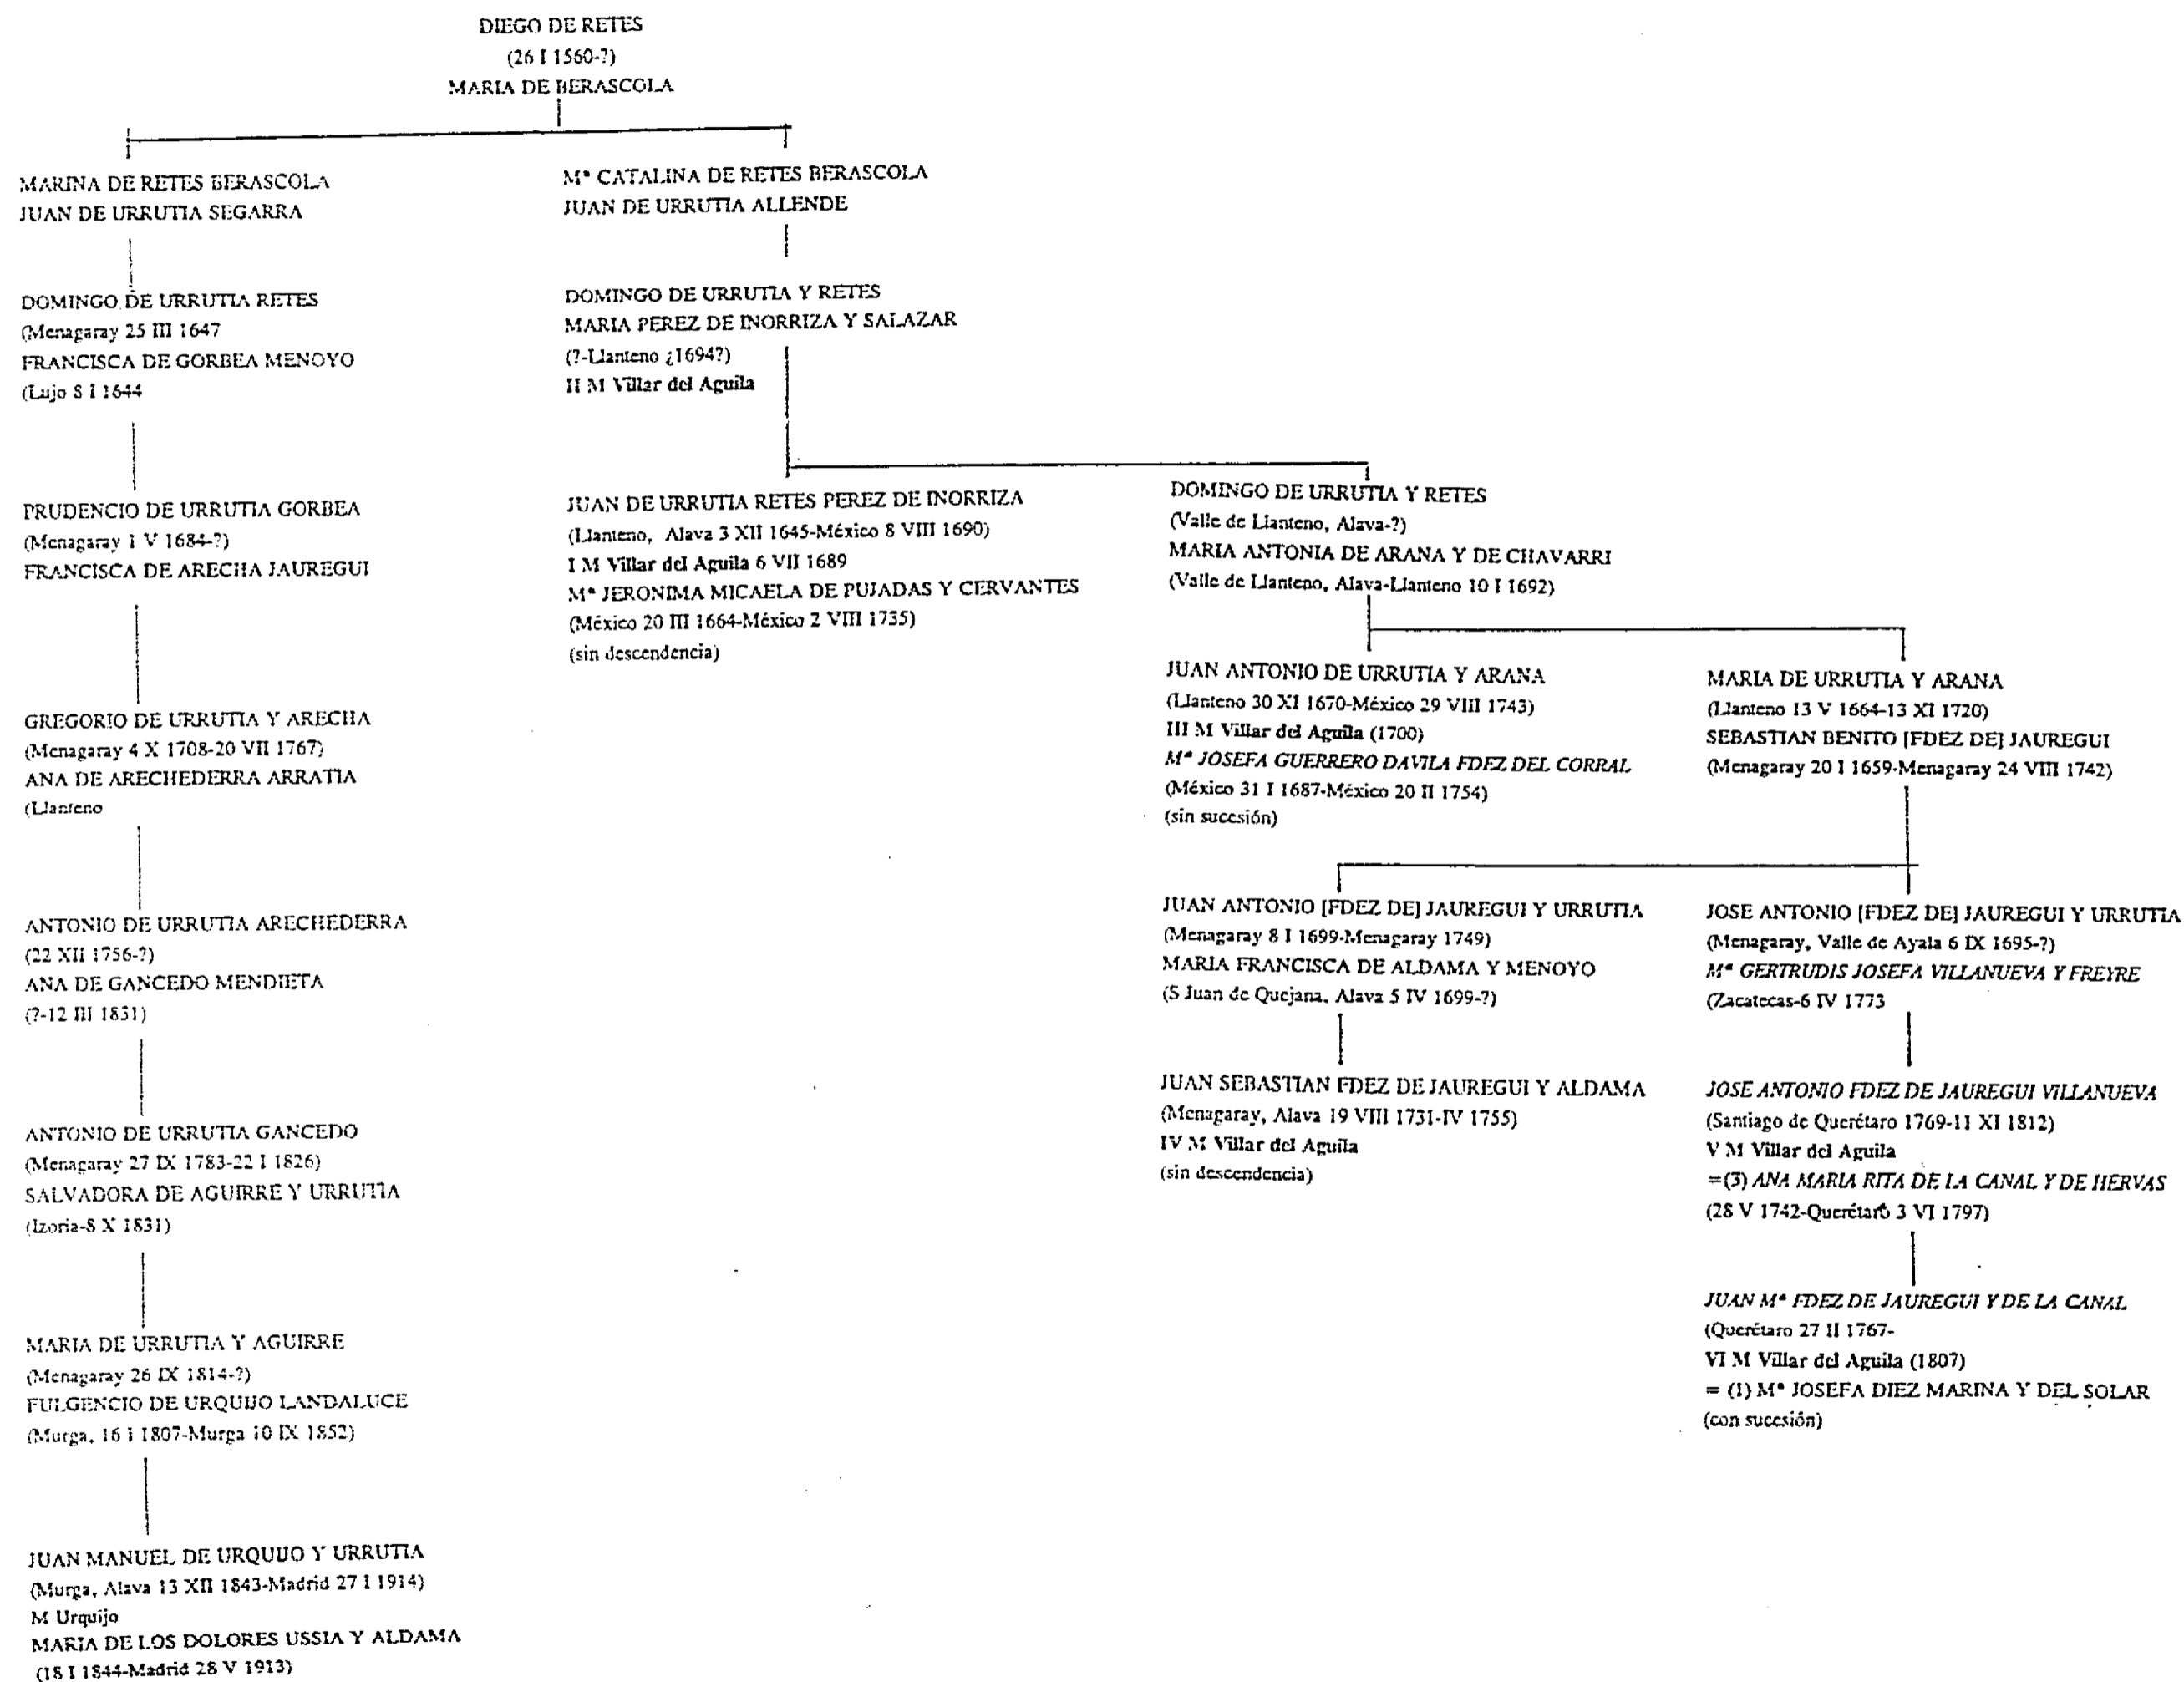 DIEGO DE RETES
(26 I 1560-?)
MARIA DE BERASCOLA
MARINA DE RETES BERASCOLA
JUAN DE URRUTIA SEGARRA
Mª CATALINA DE RETES BERASCOLA
JUAN DE URRUTIA ALLENDE
DOMINGO DE URRUTIA RETES
(Menagaray 25 III 1647
FRANCISCA DE GORBEA MENOYO
(Lujo 8 I 1644
DOMINGO DE URRUTIA Y RETES
MARIA PEREZ DE INORRIZA Y SALAZAR
(?-Llanteno ¿1694?)
II M Villar del Aguila
PRUDENCIO DE URRUTIA GORBEA
(Menagaray 1 V 1684-?)
FRANCISCA DE ARECHA JAUREGUI
JUAN DE URRUTIA RETES PEREZ DE INORRIZA
(Llanteno, Alava 3 XII 1645-México 8 VIII 1690)
I M Villar del Aguila 6 VII 1689
Mª JERONIMA MICAELA DE PUJADAS Y CERVANTES
(México 20 III 1664-México 2 VIII 1735)
(sin descendencia)
DOMINGO DE URRUTIA Y RETES
(Valle de Llanteno, Alava-?)
MARIA ANTONIA DE ARANA Y DE CHAVARRI
(Valle de Llanteno, Alava-Llanteno 10 I 1692)
GREGORIO DE URRUTIA Y ARECHA
(Menagaray 4 X 1708-20 VII 1767)
ANA DE ARECHEDERRA ARRATIA
(Llanteno
JUAN ANTONIO DE URRUTIA Y ARANA
(Llanteno 30 XI 1670-México 29 VIII 1743)
III M Villar del Aguila (1700)
Mª JOSEFA GUERRERO DAVILA FDEZ DEL CORRAL
(México 31 I 1687-México 20 II 1754)
(sin sucesión)
MARIA DE URRUTIA Y ARANA
(Llanteno 13 V 1664-13 XI 1720)
SEBASTIAN BENITO [FDEZ DE] JAUREGUI
(Menagaray 20 I 1659-Menagaray 24 VIII 1742)
ANTONIO DE URRUTIA ARECHEDERRA
(22 XII 1756-?)
ANA DE GANCEDO MENDIETA
(?-12 III 1831)
JUAN ANTONIO [FDEZ DE] JAUREGUI Y URRUTIA
(Menagaray 8 I 1699-Menagaray 1749)
MARIA FRANCISCA DE ALDAMA Y MENOYO
(S Juan de Quejana, Alava 5 IV 1699-?)
JOSE ANTONIO [FDEZ DE] JAUREGUI Y URRUTIA
(Menagaray, Valle de Ayala 6 IX 1695-?)
Mª GERTRUDIS JOSEFA VILLANUEVA Y FREYRE
(Zacatecas-6 IV 1773
ANTONIO DE URRUTIA GANCEDO
(Menagaray 27 IX 1783-22 I 1826)
SALVADORA DE AGUIRRE Y URRUTIA
(Izoria-8 X 1831)
JUAN SEBASTIAN FDEZ DE JAUREGUI Y ALDAMA
(Menagaray, Alava 19 VIII 1731-IV 1755)
IV M Villar del Aguila
(sin descendencia)
JOSE ANTONIO FDEZ DE JAUREGUI VILLANUEVA
(Santiago de Querétaro 1769-11 XI 1812)
V M Villar del Aguila
=(3) ANA MARIA RITA DE LA CANAL Y DE HERVAS
(28 V 1742-Querétaro 3 VI 1797)
MARIA DE URRUTIA Y AGUIRRE
(Menagaray 26 IX 1814-?)
FULGENCIO DE URQUIJO LANDALUCE
(Murga, 16 I 1807-Murga 10 IX 1852)
JUAN Mª FDEZ DE JAUREGUI Y DE LA CANAL
(Querétaro 27 II 1767-
VI M Villar del Aguila (1807)
= (1) Mª JOSEFA DIEZ MARINA Y DEL SOLAR
(con sucesión)
JUAN MANUEL DE URQUIJO Y URRUTIA
(Murga, Alava 13 XII 1843-Madrid 27 I 1914)
M Urquijo
MARIA DE LOS DOLORES USSIA Y ALDAMA
(18 I 1844-Madrid 28 V 1913)